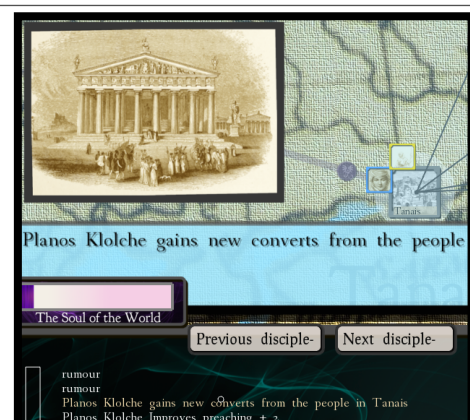 Tanais
Planos Klolche gains new converts from the people
The Soul of the World
Previous disciple-
Next disciple-
rumour
rumour
Planos Klolche gains new converts from the people in Tanais
Planos Klolche Improves preaching + 2